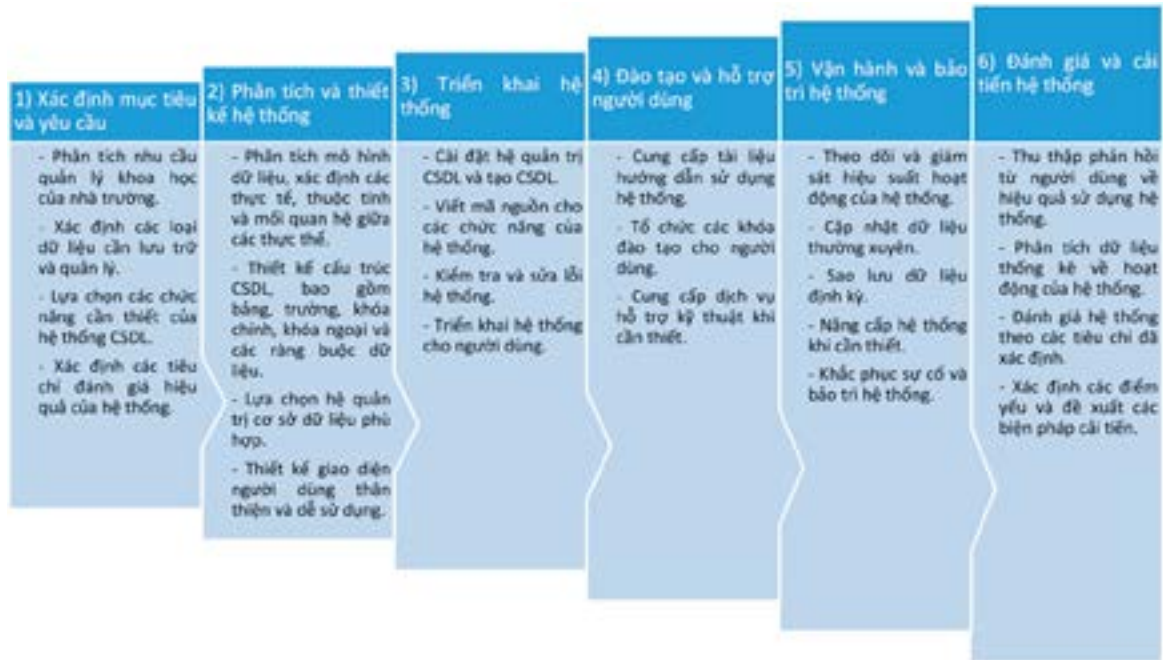 1) Xác định mục tiêu
và yêu cầu
- Phân tích nhu cầu
quản lý khoa học
của nhà trường.
- Xác định các loại
dữ liệu cần lưu trữ
và quản lý.
- Lựa chọn các chức
năng cần thiết của
hệ thống CSDL.
- Xác định các tiêu
chí đánh giá hiệu
quả của hệ thống.
2) Phân tích và thiết
kế hệ thống
- Phân tích mô hình
dữ liệu, xác định các
thực tế, thuộc tính
và mối quan hệ giữa
các thực thể.
- Thiết kế cấu trúc
CSDL, bao gồm
bảng, trường, khóa
chính, khóa ngoại và
các ràng buộc dữ
liệu.
- Lựa chọn hệ quản
trị cơ sở dữ liệu phù
hợp.
- Thiết kế giao diện
người dùng thân
thiện và dễ sử dụng.
3) Triển khai hệ
thống
- Cài đặt hệ quản trị
CSDL và tạo CSDL.
- Viết mã nguồn cho
các chức năng của
hệ thống.
- Kiểm tra và sửa lỗi
hệ thống.
- Triển khai hệ thống
cho người dùng.
4) Đào tạo và hỗ trợ
người dùng
- Cung cấp tài liệu
hướng dẫn sử dụng
hệ thống.
- Tổ chức các khóa
đào tạo cho người
dùng.
- Cung cấp dịch vụ
hỗ trợ kỹ thuật khi
cần thiết.
5) Vận hành và bảo
trì hệ thống
- Theo dõi và giám
sát hiệu suất hoạt
động của hệ thống.
- Cập nhật dữ liệu
thường xuyên.
- Sao lưu dữ liệu
định kỳ.
- Nâng cấp hệ thống
khi cần thiết.
- Khắc phục sự cố và
bảo trì hệ thống.
6) Đánh giá và cải
tiến hệ thống
- Thu thập phản hồi
từ người dùng về
hiệu quả sử dụng hệ
thống.
- Phân tích dữ liệu
thống kê về hoạt
động của hệ thống.
- Đánh giá hệ thống
theo các tiêu chí đã
xác định.
- Xác định các điểm
yếu và đề xuất các
biện pháp cải tiến.